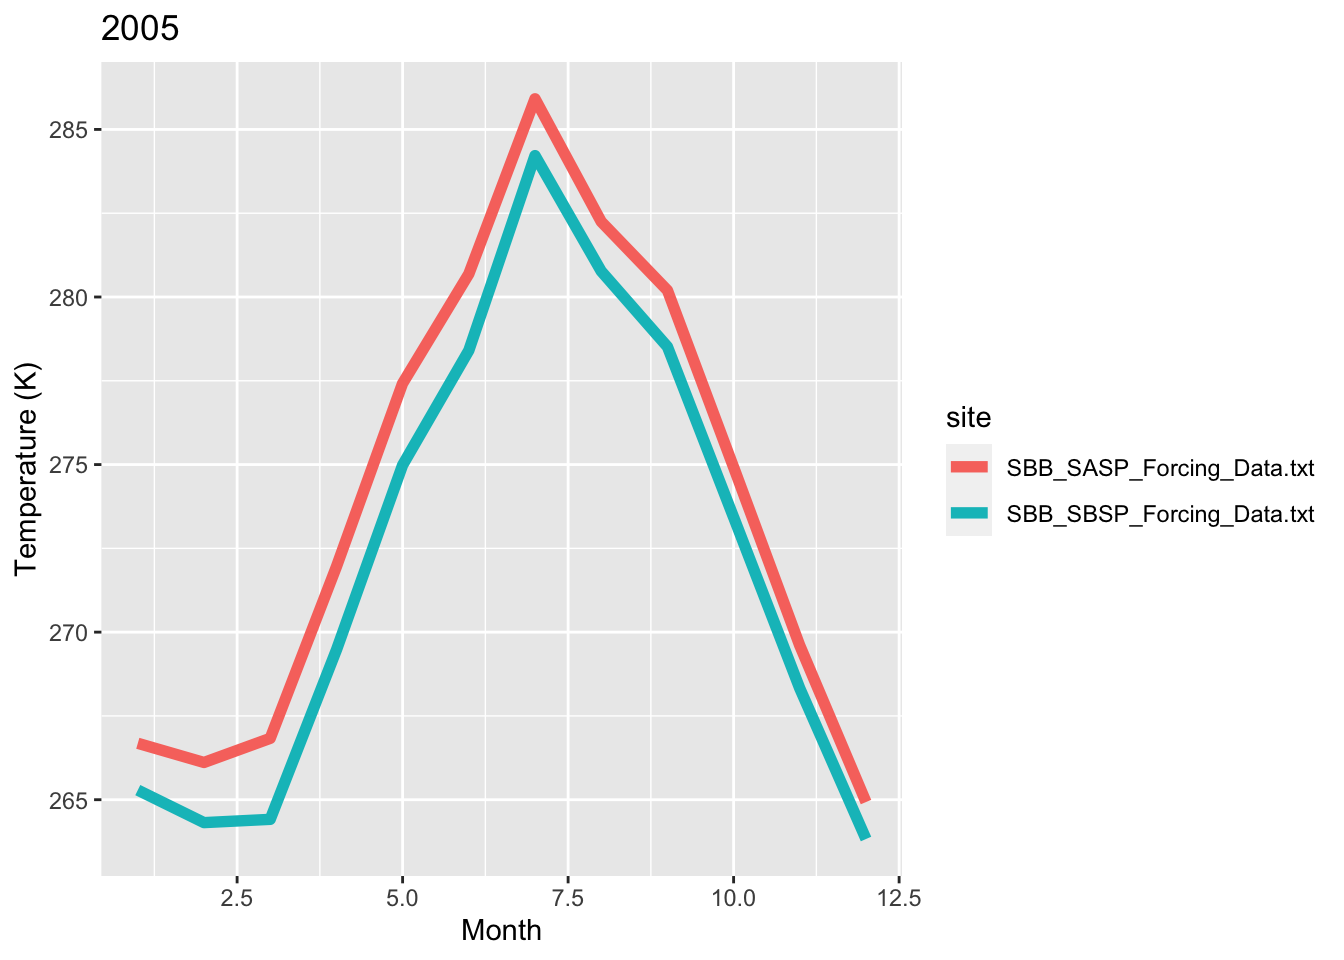 2005
285
280
275
270
265
Temperature (K)
2.5
5.0
7.5
10.0
12.5
Month
site
SBB_SASP_Forcing_Data.txt
SBB_SBSP_Forcing_Data.txt